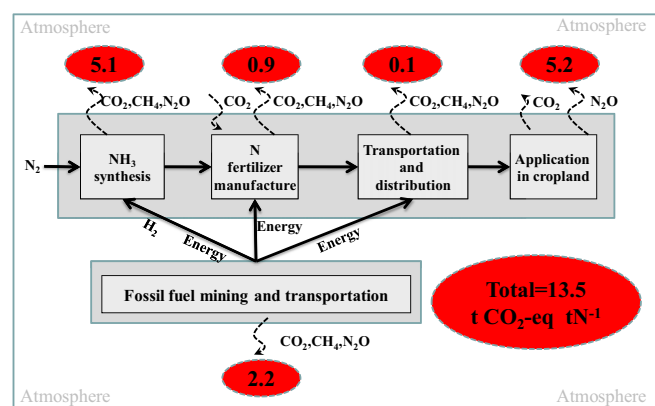 Atmosphere
Atmosphere
5.1
0.9
0.1
5.2
CO₂,CH₄,N₂O
CO₂
CO₂,CH₄,N₂O
CO₂,CH₄,N₂O
CO₂
N₂O
N₂
NH₃
synthesis
N
fertilizer
manufacture
Transportation
and
distribution
Application
in cropland
H₂
Energy
Energy
Energy
Fossil fuel mining and transportation
Total=13.5
t CO₂-eq tN⁻¹
CO₂,CH₄,N₂O
2.2
Atmosphere
Atmosphere